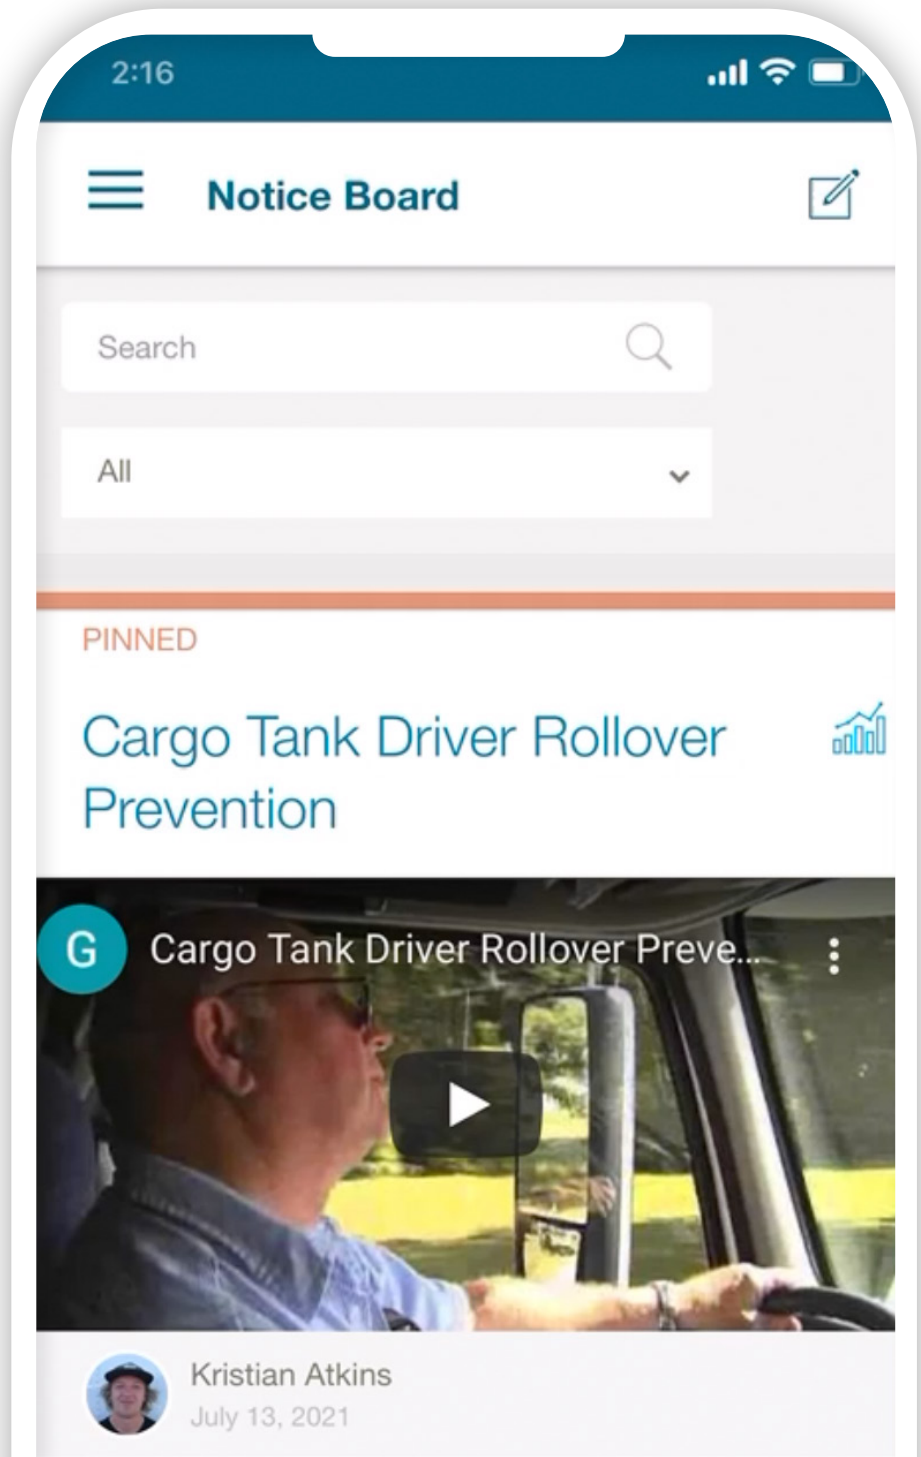 2:16
Notice Board
Search
All
PINNED
Cargo Tank Driver Rollover
Prevention
G
Cargo Tank Driver Rollover Preve...
Kristian Atkins
July 13, 2021